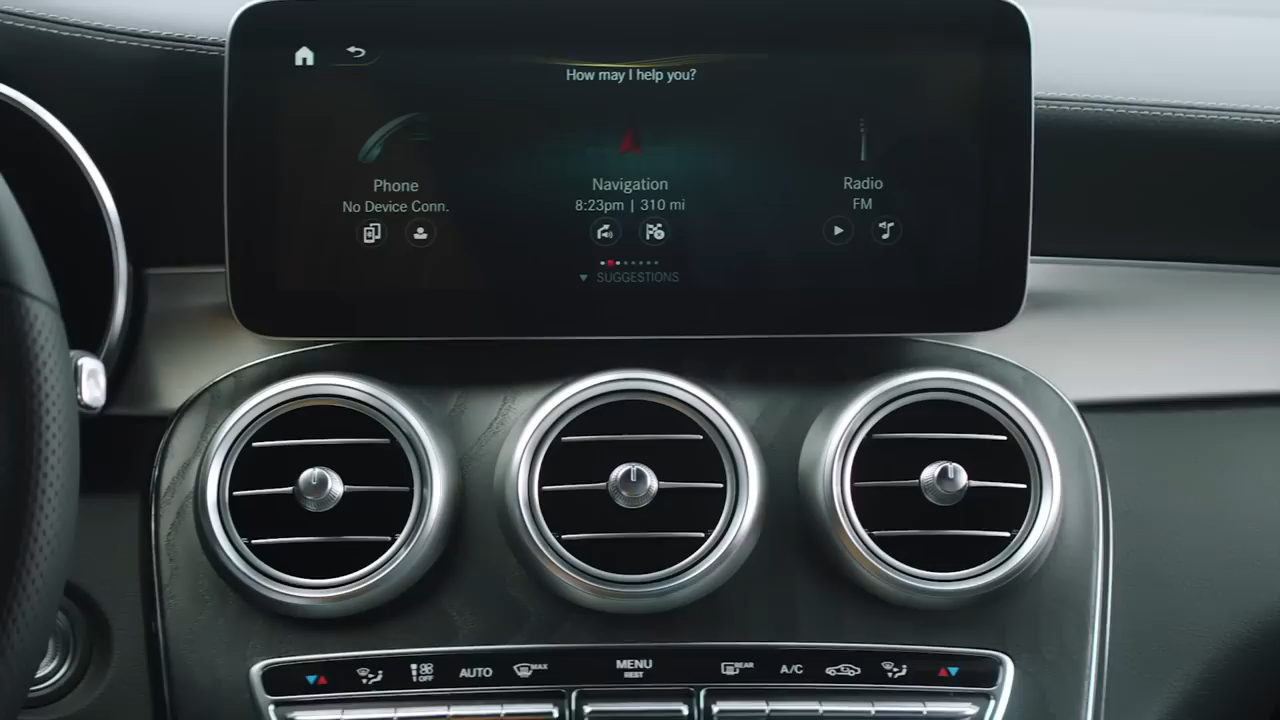 How may I help you?
Phone
No Device Conn.
Navigation
8:23pm | 310 mi
Radio
FM
SUGGESTIONS
OFF
AUTO
MAX
MENU
REST
REAR
A/C